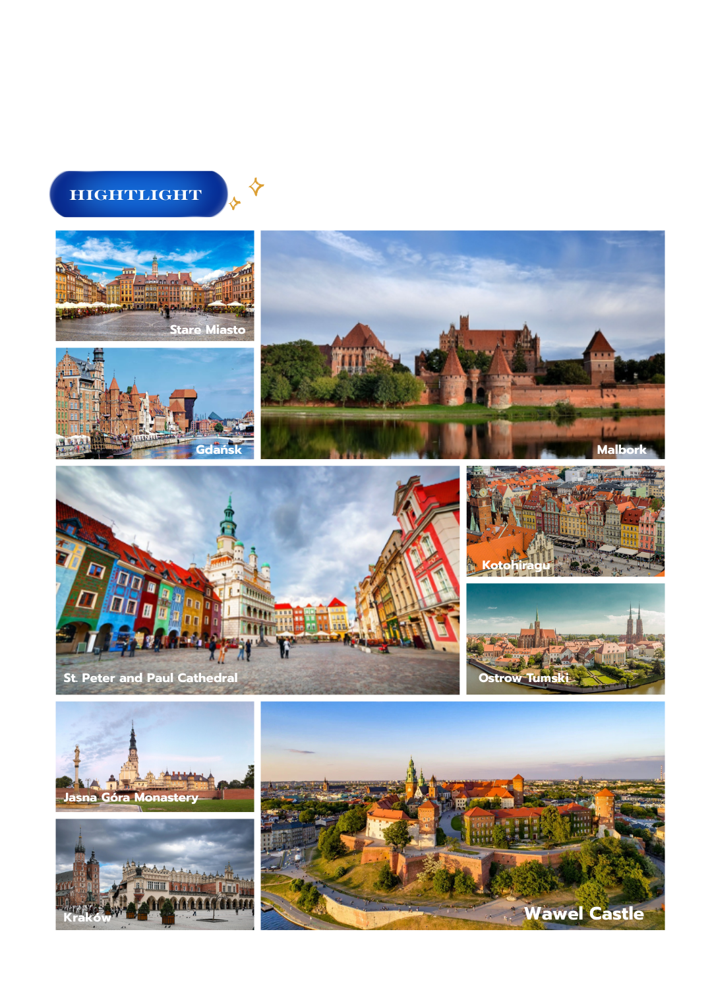 HIGHTLIGHT
Stare Miasto
Gdańsk
Malbork
Kotohiragu
St. Peter and Paul Cathedral
Ostrow Tumski
Jasna Góra Monastery
Kraków
Wawel Castle